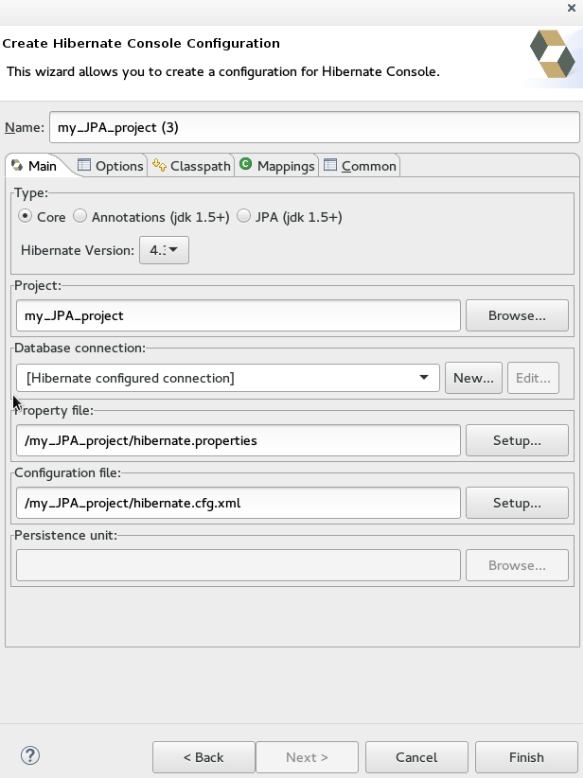 Create Hibernate Console Configuration
This wizard allows you to create a configuration for Hibernate Console.
Name: my_JPA_project (3)
Main Options Classpath Mappings Common
Type:
Core Annotations (jdk 1.5+) JPA (jdk 1.5+)
Hibernate Version: 4.
Project:
my_JPA_project Browse...
Database connection:
[Hibernate configured connection] New... Edit...
Property file:
/my_JPA_project/hibernate.properties Setup...
Configuration file:
/my_JPA_project/hibernate.cfg.xml Setup...
Persistence unit:
Browse...
< Back Next > Cancel Finish